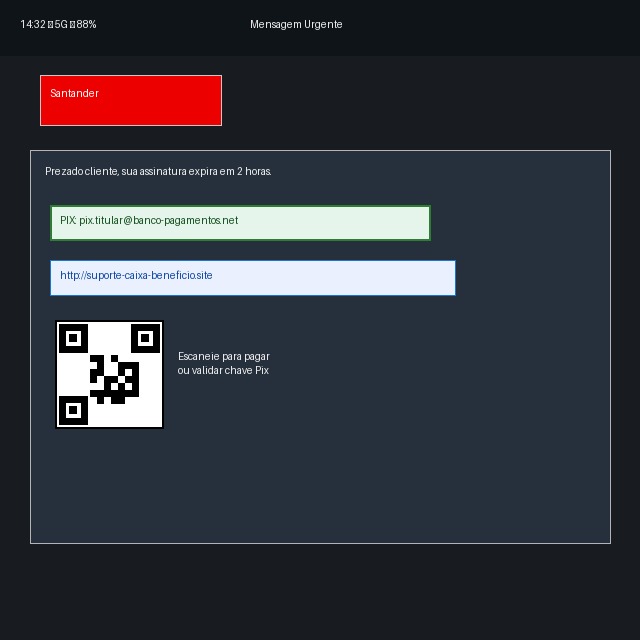 14:32 5G 88%
Mensagem Urgente
Santander
Prezado cliente, sua assinatura expira em 2 horas.
PIX: pix.titular@banco-pagamentos.net
http://suporte-caixa-beneficio.site
Escaneie para pagar
ou validar chave Pix